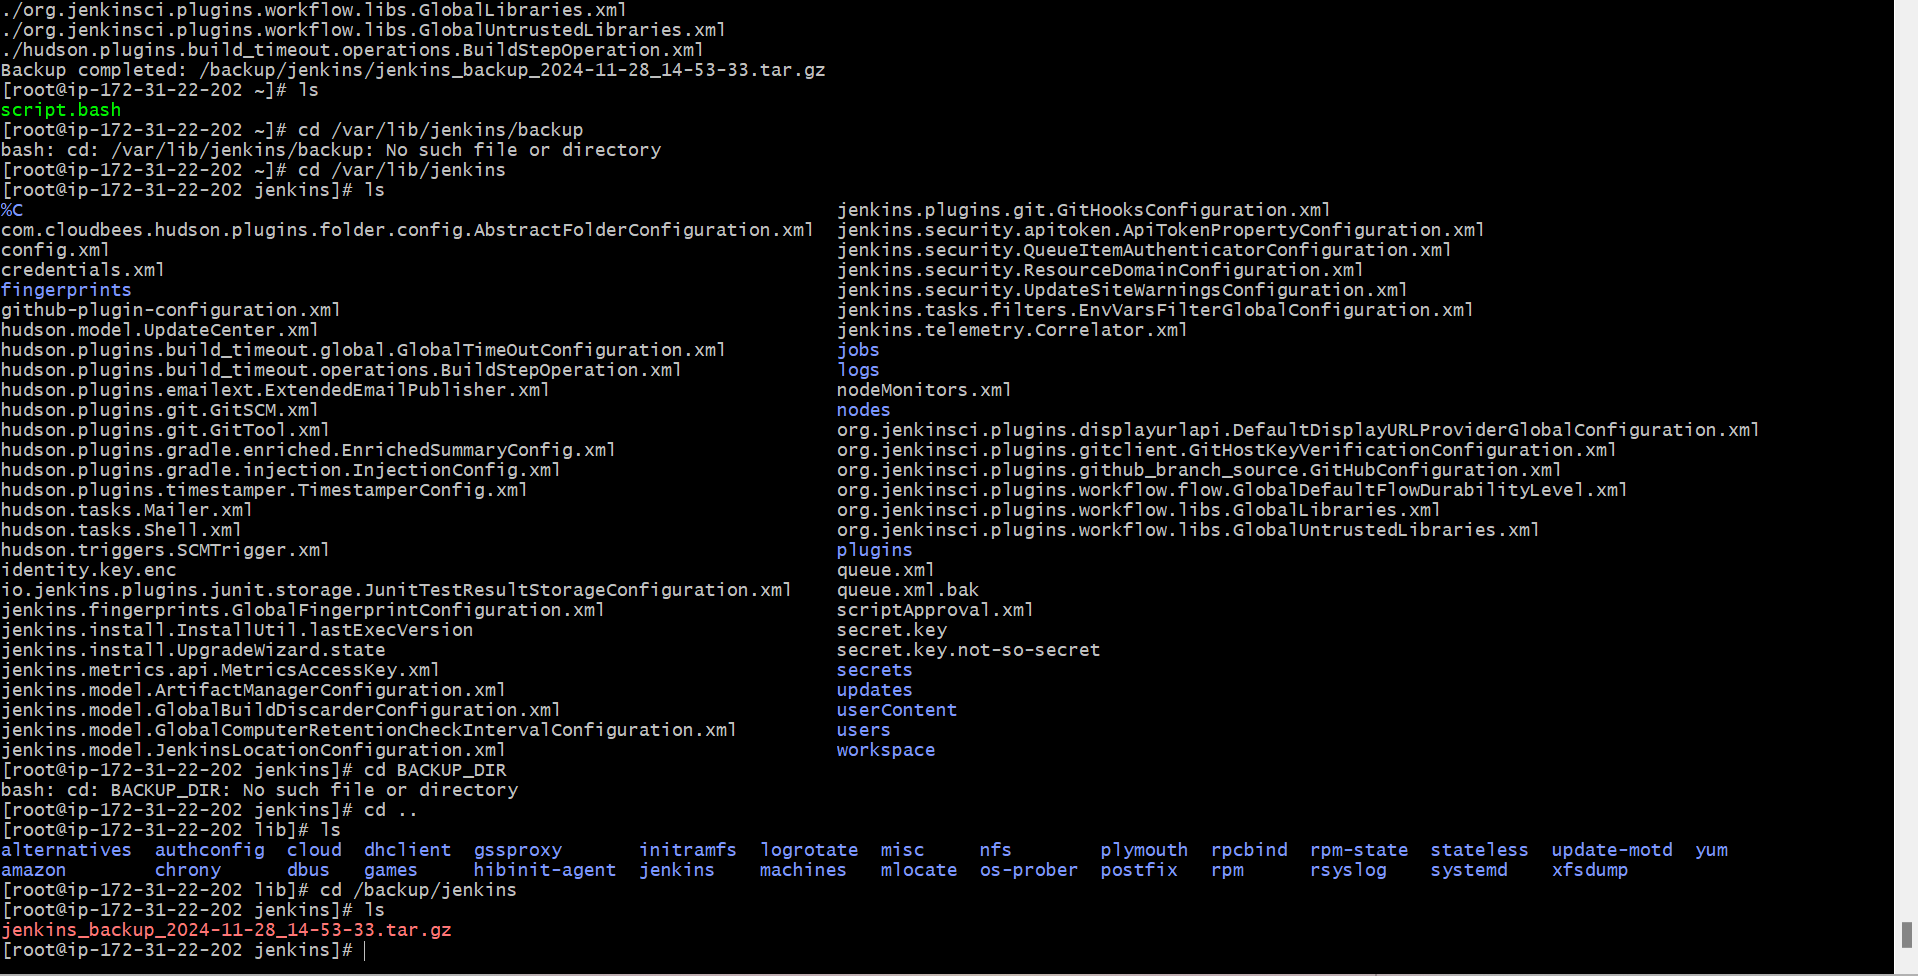 ./org.jenkinsci.plugins.workflow.libs.GlobalLibraries.xml
./org.jenkinsci.plugins.workflow.libs.GlobalUntrustedLibraries.xml
./hudson.plugins.build_timeout.operations.BuildStepOperation.xml
Backup completed: /backup/jenkins/jenkins_backup_2024-11-28_14-53-33.tar.gz
[root@ip-172-31-22-202 ~]# ls
script.bash
[root@ip-172-31-22-202 ~]# cd /var/lib/jenkins/backup
bash: cd: /var/lib/jenkins/backup: No such file or directory
[root@ip-172-31-22-202 ~]# cd /var/lib/jenkins
[root@ip-172-31-22-202 jenkins]# ls
%C jenkins.plugins.git.GitHooksConfiguration.xml
com.cloudbees.hudson.plugins.folder.config.AbstractFolderConfiguration.xml jenkins.security.apitoken.ApiTokenPropertyConfiguration.xml
config.xml jenkins.security.QueueItemAuthenticatorConfiguration.xml
credentials.xml jenkins.security.ResourceDomainConfiguration.xml
fingerprints jenkins.security.UpdateSiteWarningsConfiguration.xml
github-plugin-configuration.xml jenkins.tasks.filters.EnvVarsFilterGlobalConfiguration.xml
hudson.model.UpdateCenter.xml jenkins.telemetry.Correlator.xml
hudson.plugins.build_timeout.global.GlobalTimeOutConfiguration.xml jobs
hudson.plugins.build_timeout.operations.BuildStepOperation.xml logs
hudson.plugins.emailext.ExtendedEmailPublisher.xml nodeMonitors.xml
hudson.plugins.git.GitSCM.xml nodes
hudson.plugins.git.GitTool.xml org.jenkinsci.plugins.displayurlapi.DefaultDisplayURLProviderGlobalConfiguration.xml
hudson.plugins.gradle.enriched.EnrichedSummaryConfig.xml org.jenkinsci.plugins.gitclient.GitHostKeyVerificationConfiguration.xml
hudson.plugins.gradle.injection.InjectionConfig.xml org.jenkinsci.plugins.github_branch_source.GitHubConfiguration.xml
hudson.plugins.timestamper.TimestamperConfig.xml org.jenkinsci.plugins.workflow.flow.GlobalDefaultFlowDurabilityLevel.xml
hudson.tasks.Mailer.xml org.jenkinsci.plugins.workflow.libs.GlobalLibraries.xml
hudson.tasks.Shell.xml org.jenkinsci.plugins.workflow.libs.GlobalUntrustedLibraries.xml
hudson.triggers.SCMTrigger.xml plugins
identity.key.enc queue.xml
io.jenkins.plugins.junit.storage.JunitTestResultStorageConfiguration.xml queue.xml.bak
jenkins.fingerprints.GlobalFingerprintConfiguration.xml scriptApproval.xml
jenkins.install.InstallUtil.lastExecVersion secret.key
jenkins.install.UpgradeWizard.state secret.key.not-so-secret
jenkins.metrics.api.MetricsAccessKey.xml secrets
jenkins.model.ArtifactManagerConfiguration.xml updates
jenkins.model.GlobalBuildDiscarderConfiguration.xml userContent
jenkins.model.GlobalComputerRetentionCheckIntervalConfiguration.xml users
jenkins.model.JenkinsLocationConfiguration.xml workspace
[root@ip-172-31-22-202 jenkins]# cd BACKUP_DIR
bash: cd: BACKUP_DIR: No such file or directory
[root@ip-172-31-22-202 jenkins]# cd ..
[root@ip-172-31-22-202 lib]# ls
alternatives authconfig cloud dhclient gssproxy initramfs logrotate misc nfs plymouth rpcbind rpm-state stateless update-motd yum
amazon chrony dbus games hibinit-agent jenkins machines mlocate os-prober postfix rpm rsyslog systemd xfsdump
[root@ip-172-31-22-202 lib]# cd /backup/jenkins
[root@ip-172-31-22-202 jenkins]# ls
jenkins_backup_2024-11-28_14-53-33.tar.gz
[root@ip-172-31-22-202 jenkins]#